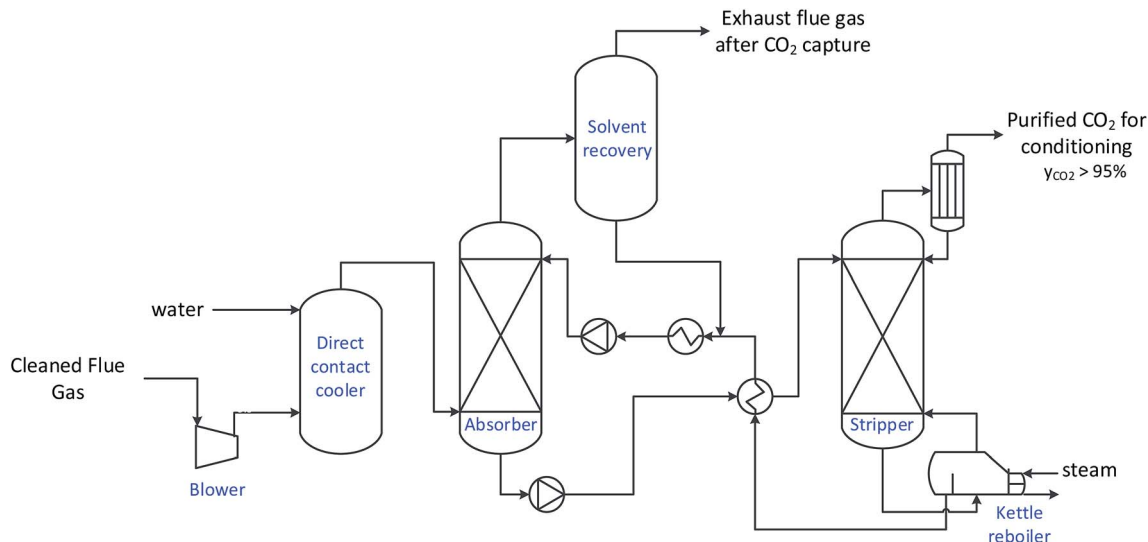 Exhaust flue gas
after CO₂ capture
Solvent
recovery
Purified CO₂ for
conditioning
yCO2 > 95%
water
Direct
contact
cooler
Cleaned Flue
Gas
Absorber
Stripper
Blower
steam
Kettle
reboiler